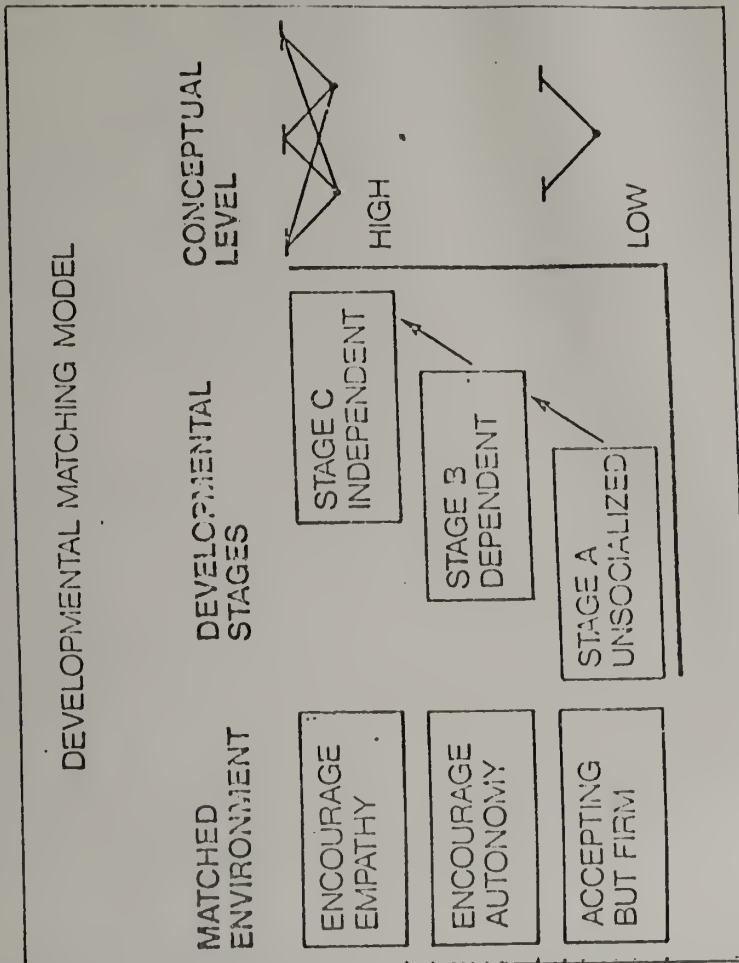 DEVELOPMENTAL MATCHING MODEL
MATCHED
ENVIRONMENT
DEVELOPMENTAL
STAGES
CONCEPTUAL
LEVEL
ENCOURAGE
EMPATHY
STAGE C
INDEPENDENT
HIGH
ENCOURAGE
AUTONOMY
STAGE B
DEPENDENT
ACCEPTING
BUT FIRM
STAGE A
UNSOCIALIZED
LOW